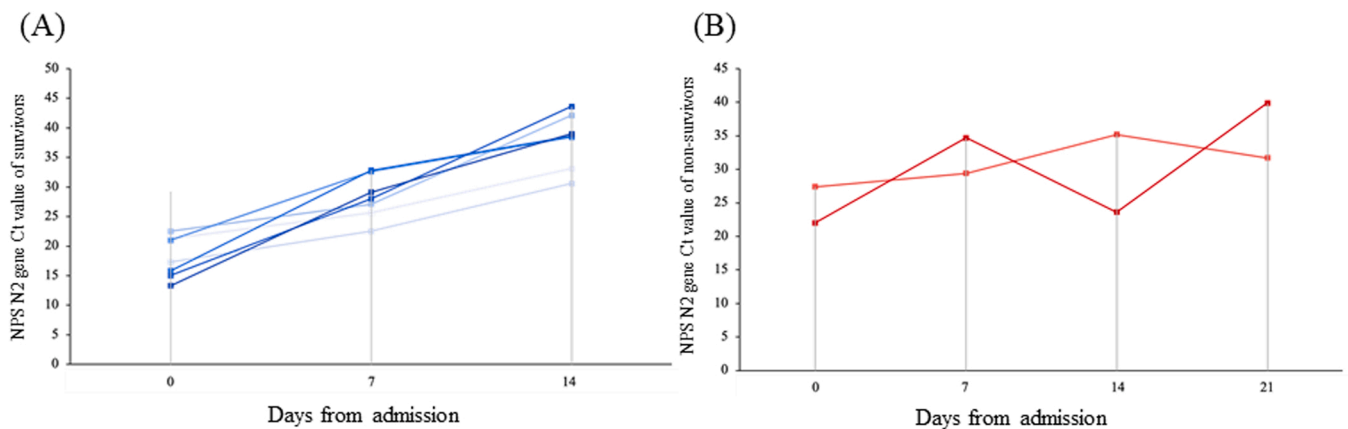 (A)
NPS N2 gene Ct value of survivors
50
45
40
35
30
25
20
15
10
5
0
0 7 14
Days from admission
(B)
NPS N2 gene Ct value of non-survivors
45
40
35
30
25
20
15
10
5
0
0 7 14 21
Days from admission